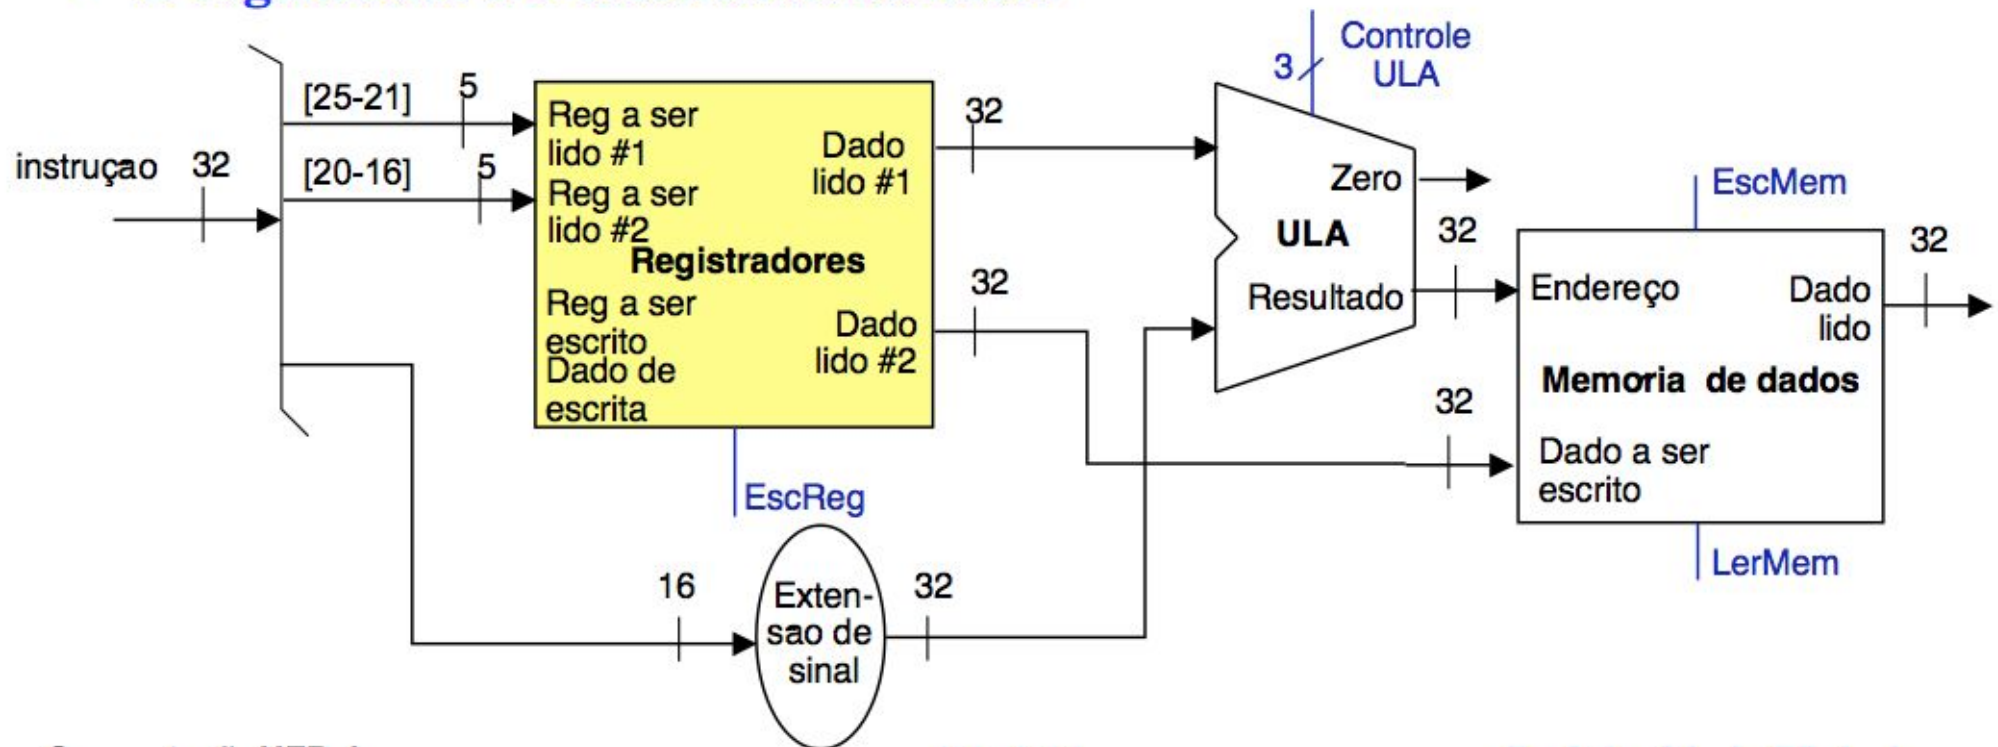 [25-21]
5
[20-16]
5
instruçao
32
Reg a ser
lido #1
Reg a ser
lido #2
Dado
lido #1
Registradores
Reg a ser
escrito
Dado de
escrita
Dado
lido #2
EscReg
32
32
16
Exten-
sao de
sinal
32
3
Controle
ULA
Zero
ULA
Resultado
32
32
EscMem
Endereço
Dado
lido
Memoria de dados
Dado a ser
escrito
LerMem
32